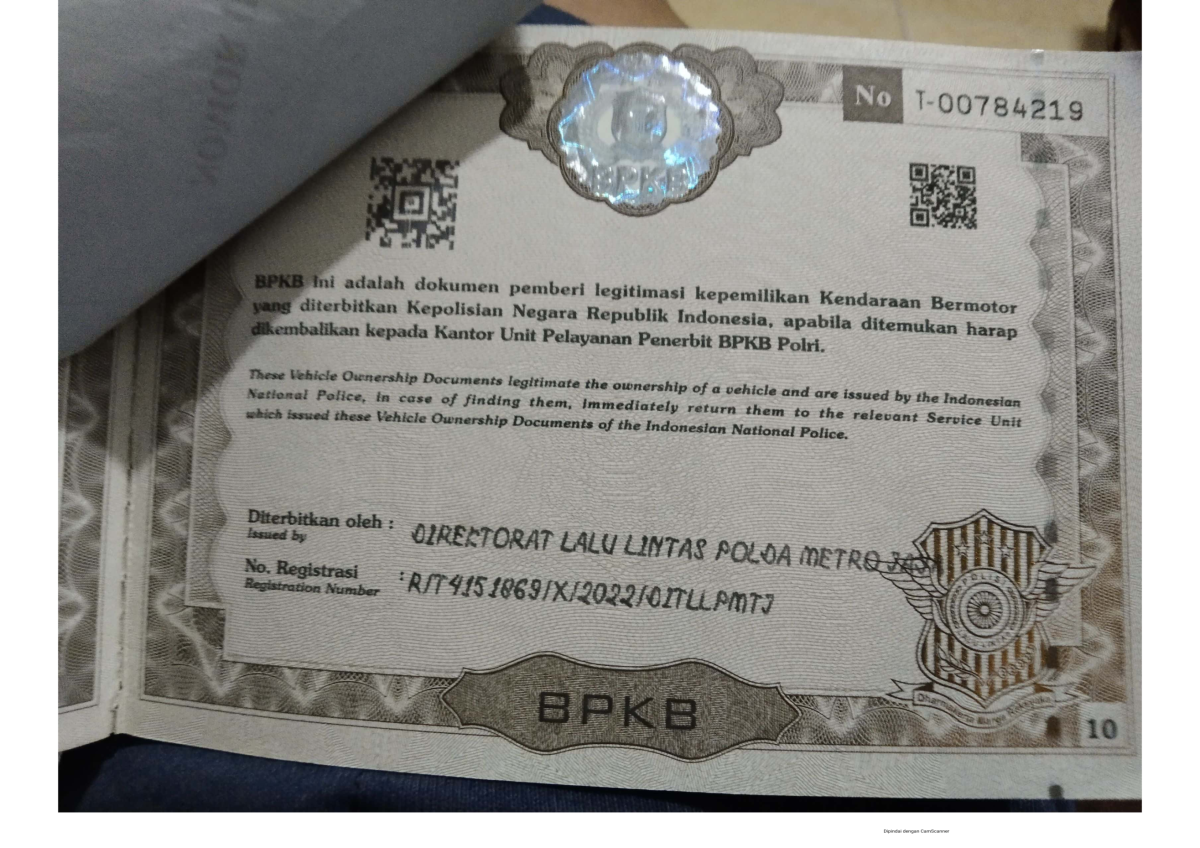 No T-00784219
BPKB
BPKB ini adalah dokumen pemberi legitimasi kepemilikan Kendaraan Bermotor
yang diterbitkan Kepolisian Negara Republik Indonesia, apabila ditemukan harap
dikembalikan kepada Kantor Unit Pelayanan Penerbit BPKB Polri.
These Vehicle Ownership Documents legitimate the ownership of a vehicle and are issued by the Indonesian
National Police, in case of finding them, immediately return them to the relevant Service Unit
which issued these Vehicle Ownership Documents of the Indonesian National Police.
Diterbitkan oleh : DIREKTORAT LALU LINTAS POLDA METRO JAYA
Issued by
No. Registrasi : R/T4151869/X/2022/DITLLPMTJ
Registration Number
BPKB
10
Dipindai dengan CamScanner